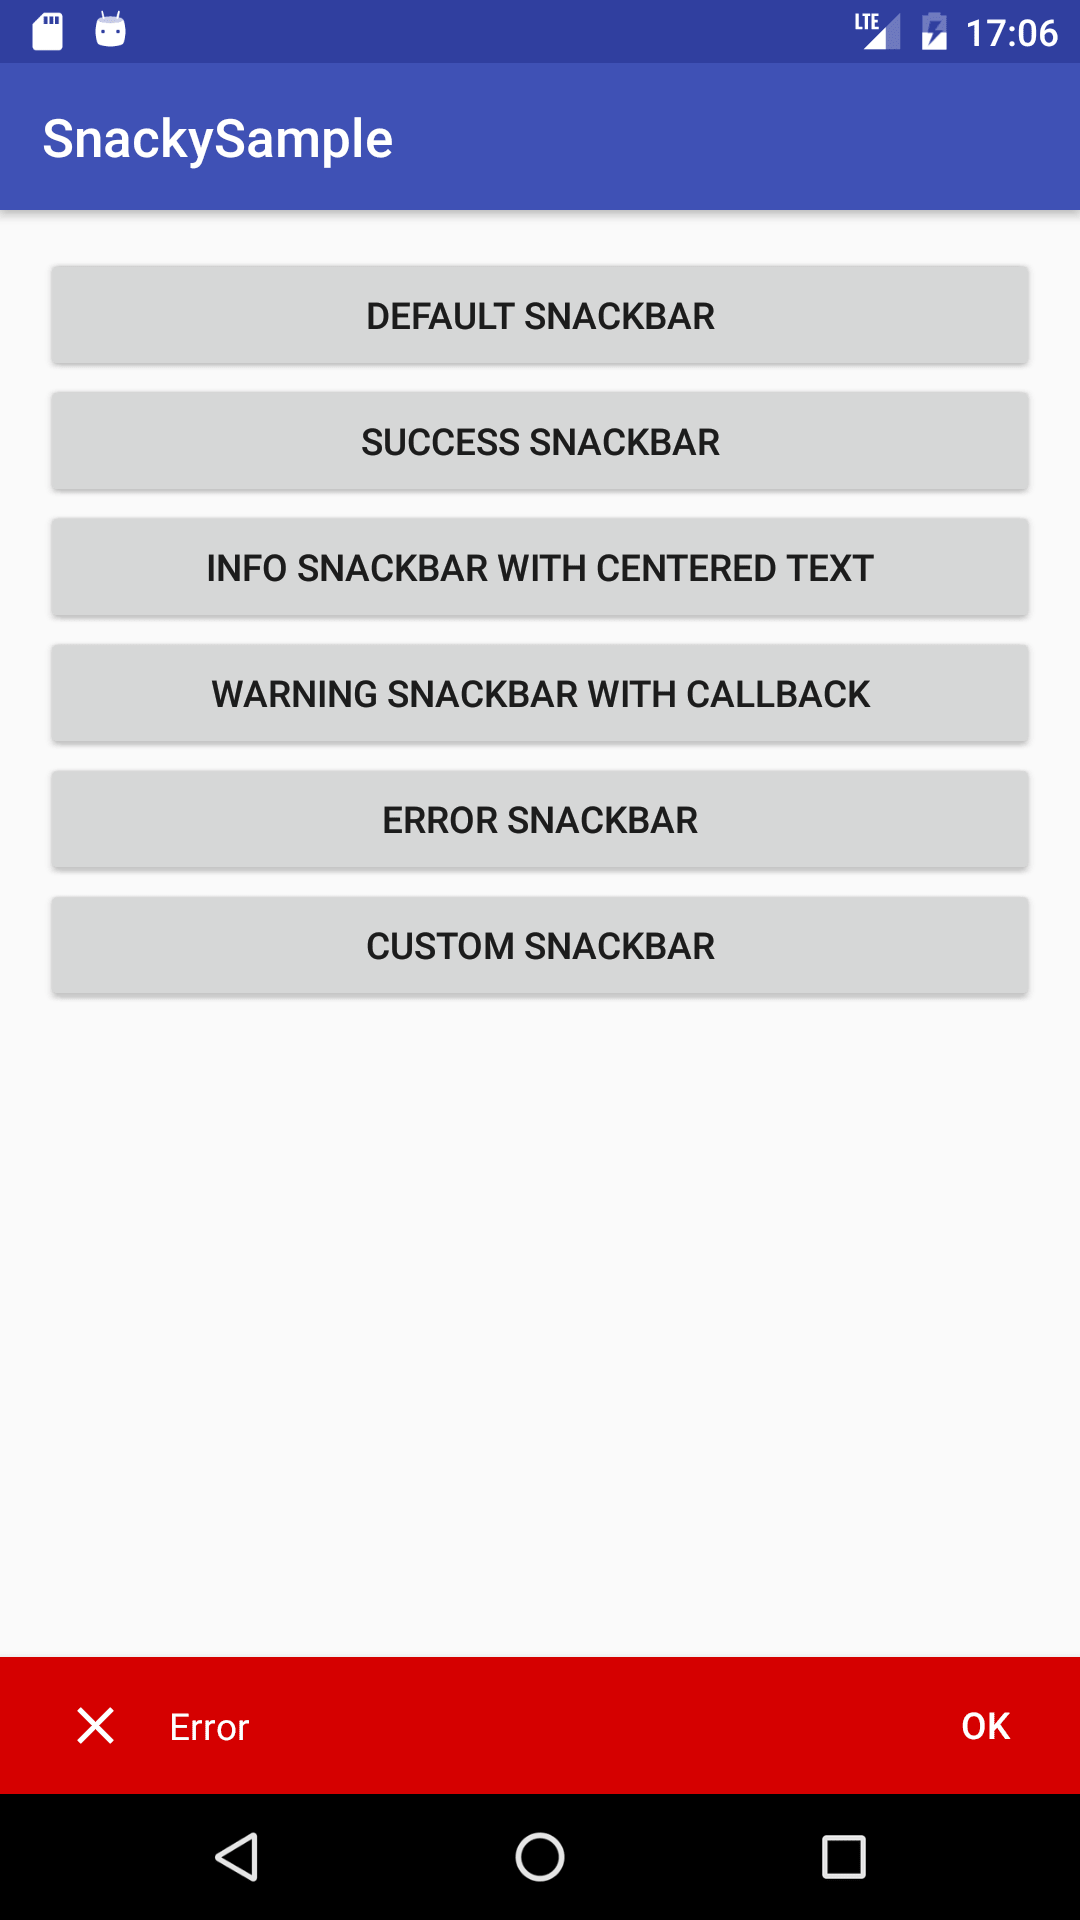 LTE 17:06
SnackySample
DEFAULT SNACKBAR
SUCCESS SNACKBAR
INFO SNACKBAR WITH CENTERED TEXT
WARNING SNACKBAR WITH CALLBACK
ERROR SNACKBAR
CUSTOM SNACKBAR
Error OK